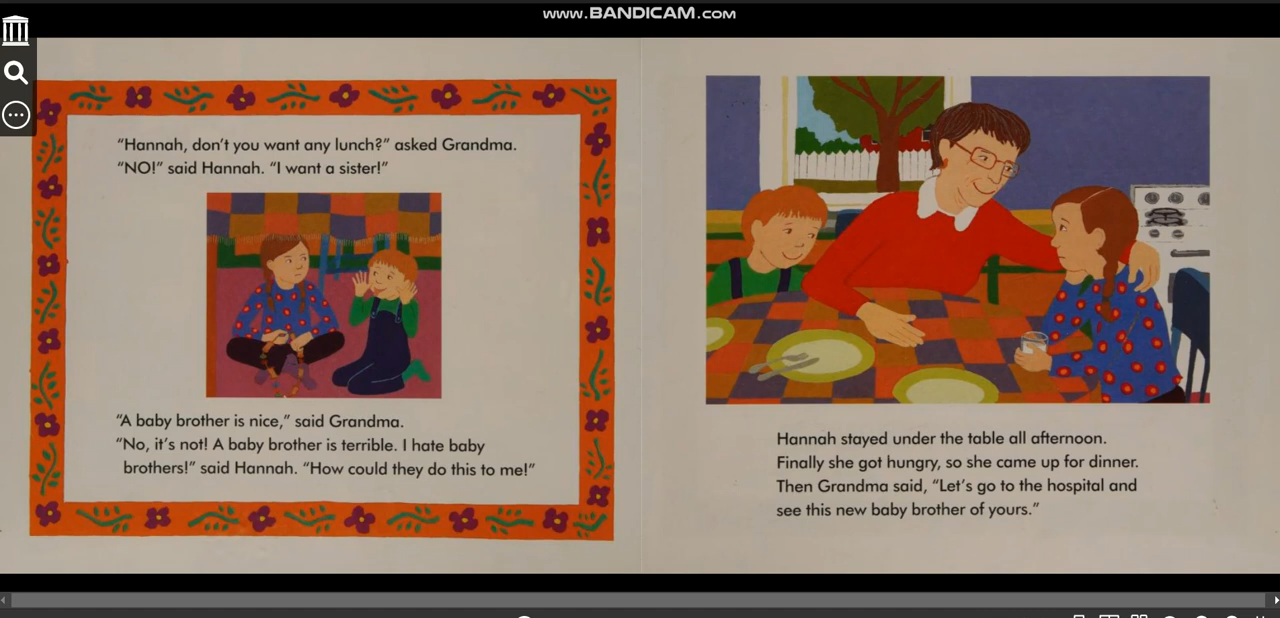 www.BANDICAM.com
“Hannah, don’t you want any lunch?” asked Grandma.
“NO!” said Hannah. “I want a sister!”
“A baby brother is nice,” said Grandma.
“No, it’s not! A baby brother is terrible. I hate baby
brothers!” said Hannah. “How could they do this to me!”
Hannah stayed under the table all afternoon.
Finally she got hungry, so she came up for dinner.
Then Grandma said, “Let’s go to the hospital and
see this new baby brother of yours.”